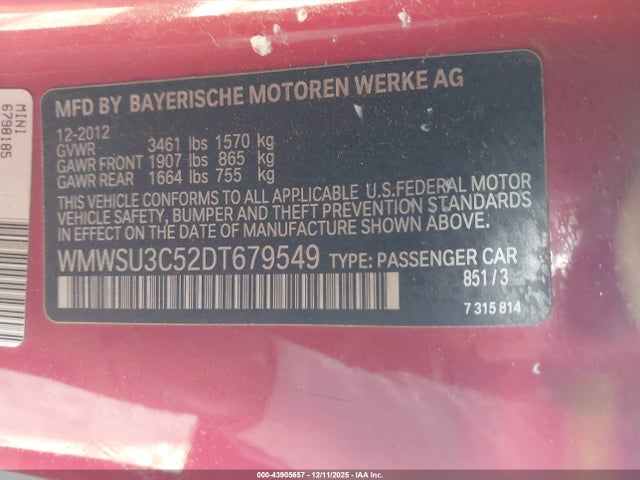 MFD BY BAYERISCHE MOTOREN WERKE AG
12-2012
GVWR 3461 lbs 1570 kg
GAWR FRONT 1907 lbs 865 kg
GAWR REAR 1664 lbs 755 kg
THIS VEHICLE CONFORMS TO ALL APPLICABLE U.S.FEDERAL MOTOR
VEHICLE SAFETY, BUMPER AND THEFT PREVENTION STANDARDS
IN EFFECT ON THE DATE OF MANUFACTURE SHOWN ABOVE.
WMWSU3C52DT679549 TYPE: PASSENGER CAR
851/3
7 315 814
MINI
6798185
000-43905657 - 12/11/2025 - IAA Corp.